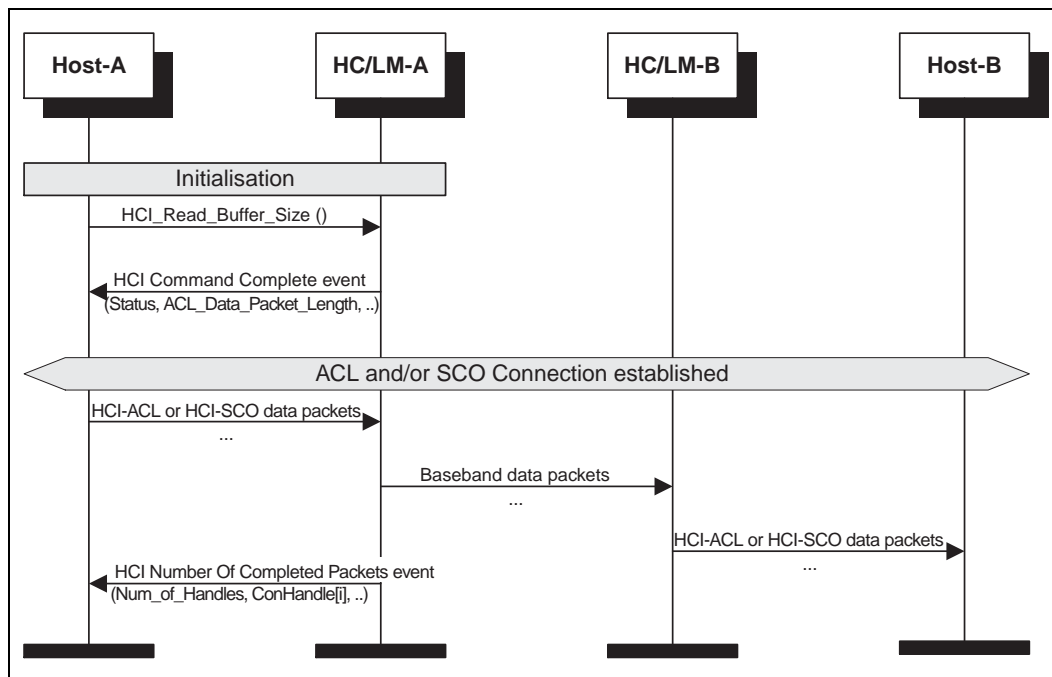 Host-A
HC/LM-A
HC/LM-B
Host-B
Initialisation
HCI_Read_Buffer_Size ()
HCI Command Complete event
(Status, ACL_Data_Packet_Length, ..)
ACL and/or SCO Connection established
HCI-ACL or HCI-SCO data packets
...
Baseband data packets
...
HCI-ACL or HCI-SCO data packets
...
HCI Number Of Completed Packets event
(Num_of_Handles, ConHandle[i], ..)